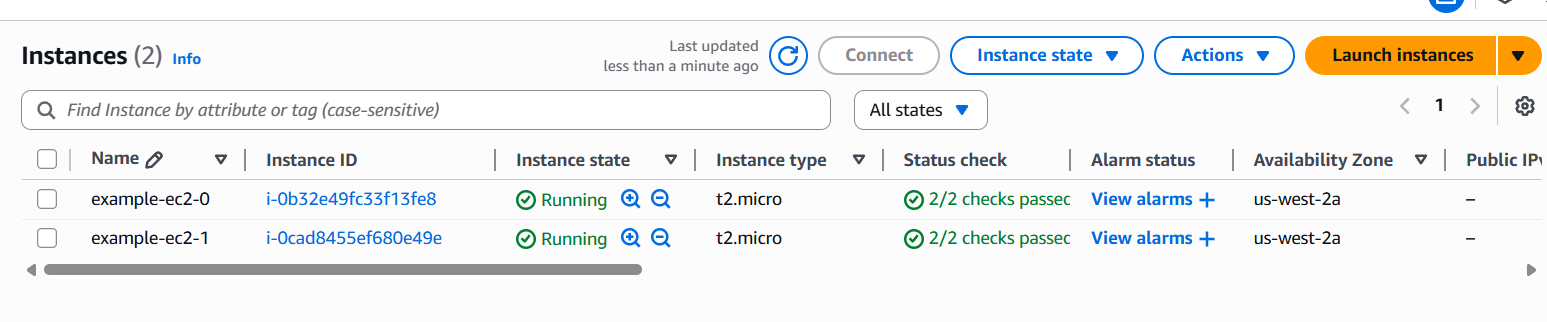 Instances (2) Info
Last updated
less than a minute ago
Connect
Instance state
Actions
Launch instances
Find Instance by attribute or tag (case-sensitive)
All states
1
Name Instance ID Instance state Instance type Status check Alarm status Availability Zone Public IPv
example-ec2-0 i-0b32e49fc33f13fe8 Running t2.micro 2/2 checks passed View alarms + us-west-2a –
example-ec2-1 i-0cad8455ef680e49e Running t2.micro 2/2 checks passed View alarms + us-west-2a –